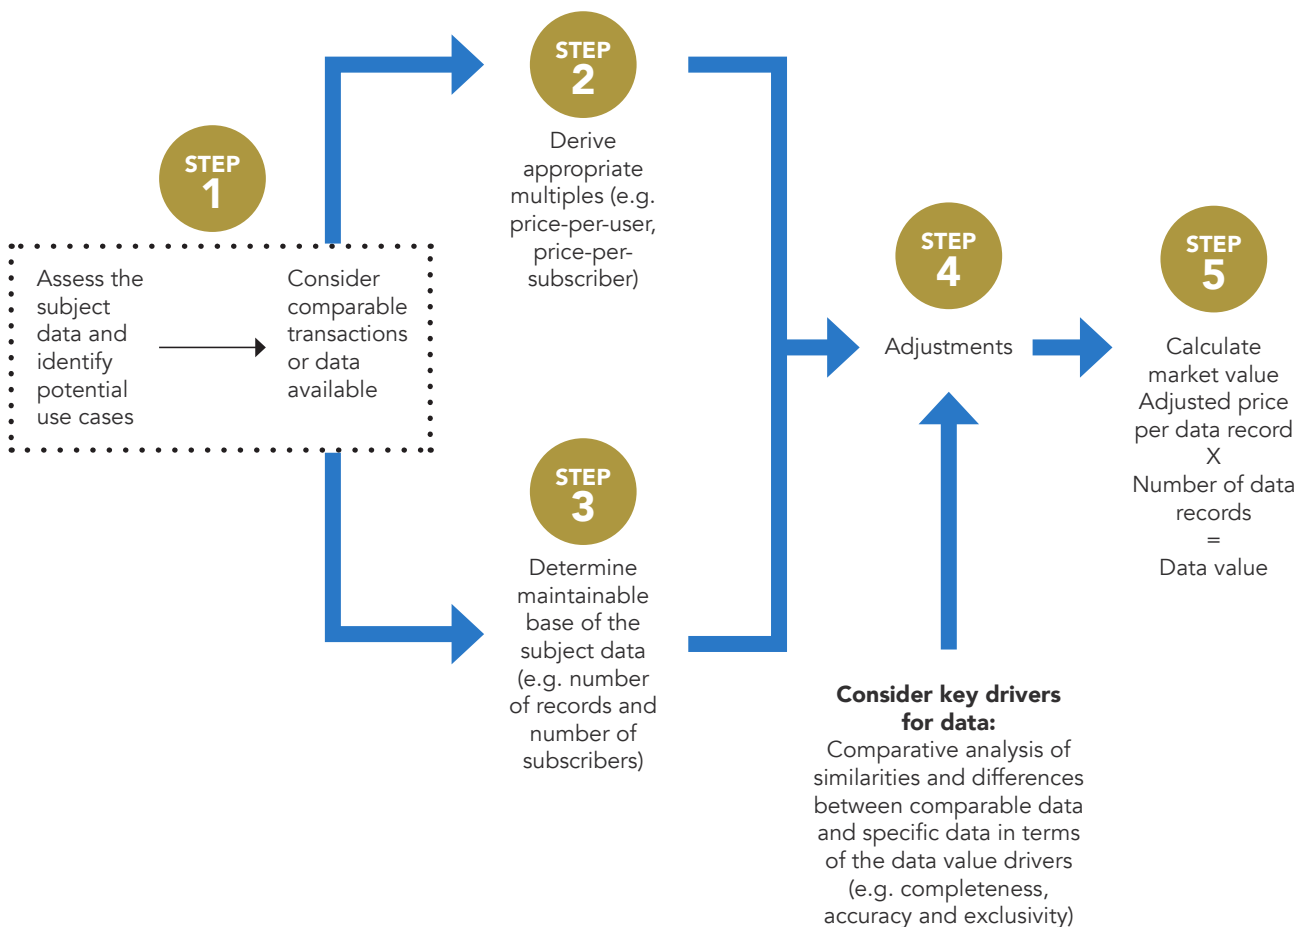 STEP
1
Assess the
subject
data and
identify
potential
use cases
Consider
comparable
transactions
or data
available
STEP
2
Derive
appropriate
multiples (e.g.
price-per-user,
price-per-
subscriber)
STEP
3
Determine
maintainable
base of the
subject data
(e.g. number
of records and
number of
subscribers)
STEP
4
Adjustments
Consider key drivers
for data:
Comparative analysis of
similarities and differences
between comparable data
and specific data in terms
of the data value drivers
(e.g. completeness,
accuracy and exclusivity)
STEP
5
Calculate
market value
Adjusted price
per data record
X
Number of data
records
=
Data value